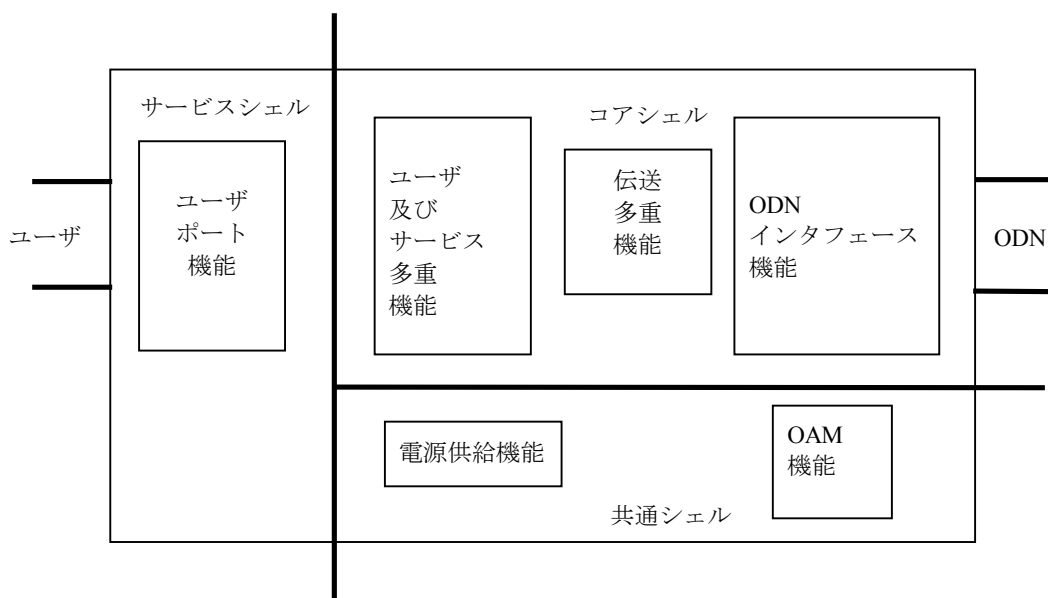 サービスシェル
コアシェル
ユーザ
ユーザ
ポート
機能
ユーザ
及び
サービス
多重
機能
伝送
多重
機能
ODN
インタフェース
機能
ODN
電源供給機能
OAM
機能
共通シェル